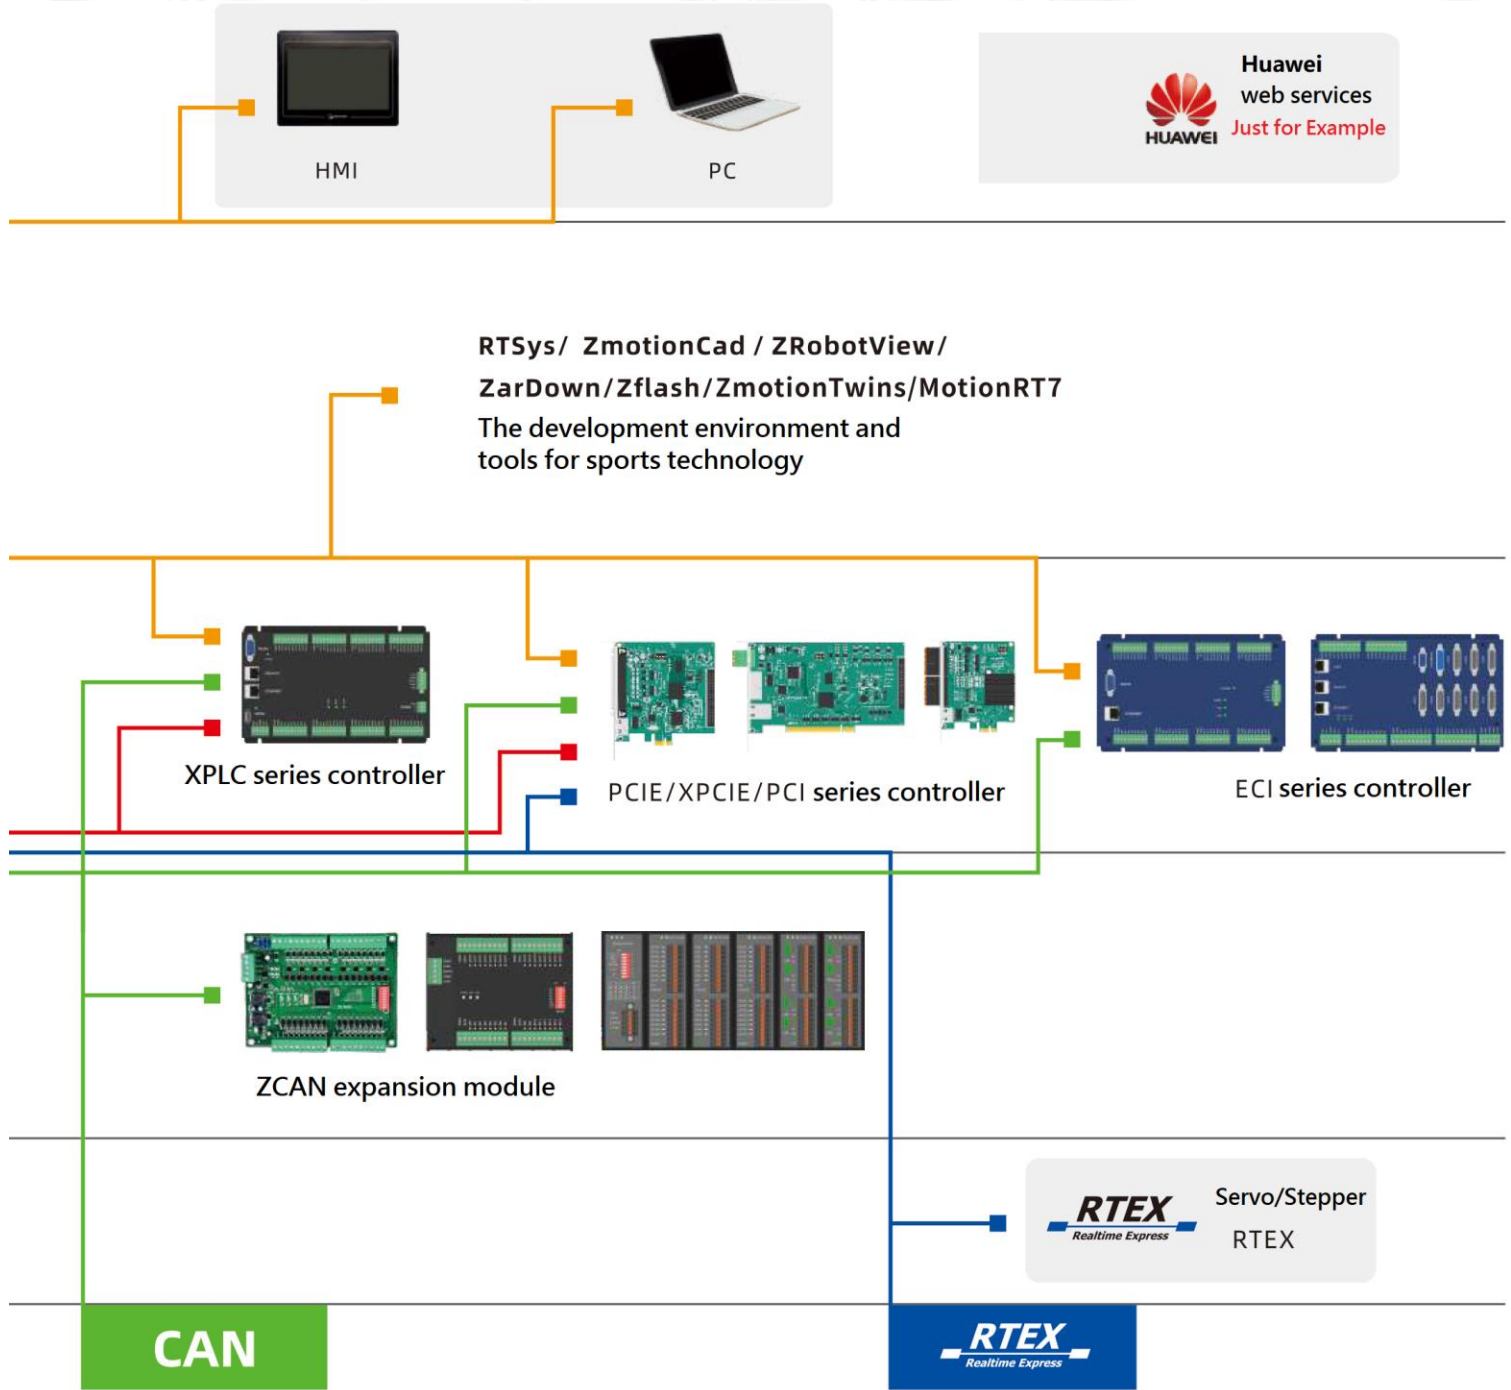 Huawei
web services
HUAWEI
Just for Example
HMI
PC
RTSys/ ZmotionCad / ZRobotView/
ZarDown/Zflash/ZmotionTwins/MotionRT7
The development environment and
tools for sports technology
XPLC series controller
PCIE/XPCIE/PCI series controller
ECI series controller
ZCAN expansion module
RTEX
Realtime Express
Servo/Stepper
RTEX
CAN
RTEX
Realtime Express